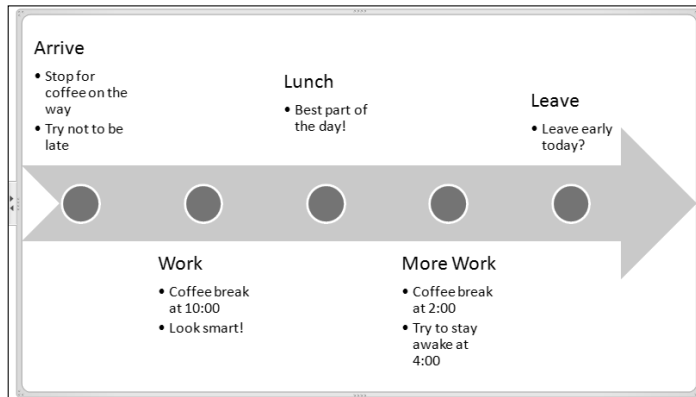 Arrive
• Stop for
coffee on the
way
• Try not to be
late
Work
• Coffee break
at 10:00
• Look smart!
Lunch
• Best part of
the day!
More Work
• Coffee break
at 2:00
• Try to stay
awake at
4:00
Leave
• Leave early
today?